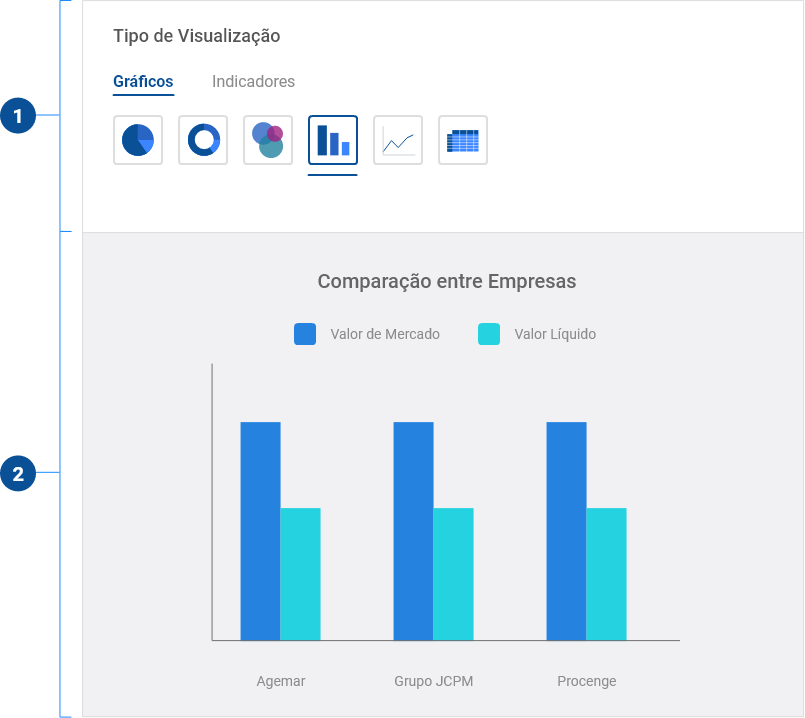 Tipo de Visualização
Gráficos Indicadores
1
Comparação entre Empresas
Valor de Mercado Valor Líquido
2
Agemar Grupo JCPM Procenge